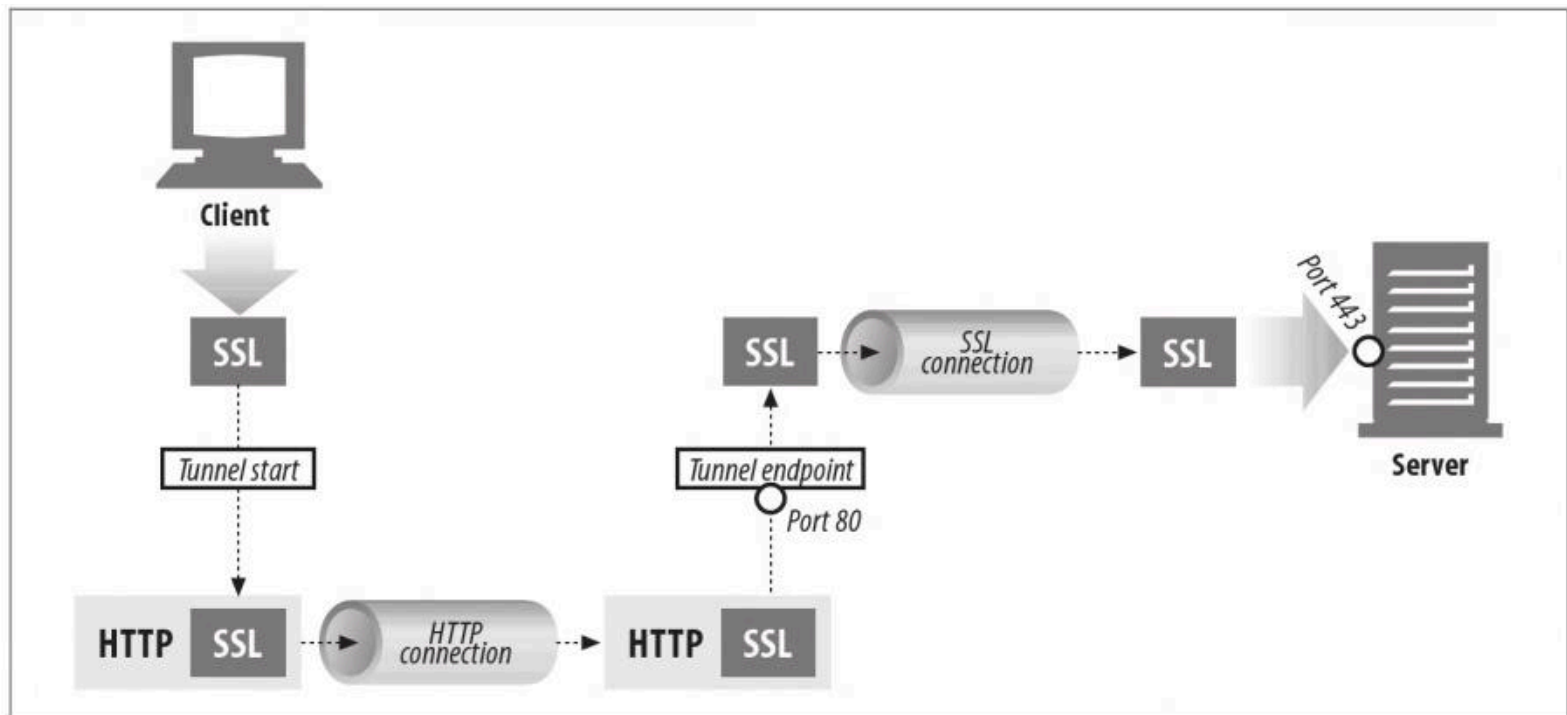 Client
SSL
Tunnel start
HTTP SSL
HTTP
connection
HTTP SSL
Tunnel endpoint
Port 80
SSL
SSL
connection
SSL
Port 443
Server